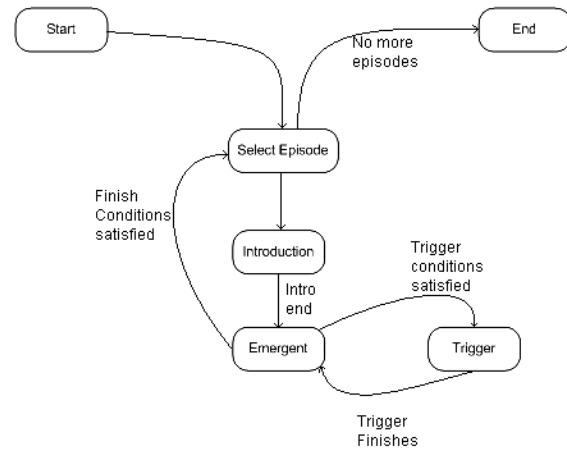 Start
End
No more
episodes
Select Episode
Finish
Conditions
satisfied
Introduction
Trigger
conditions
satisfied
Intro
end
Emergent
Trigger
Trigger
Finishes